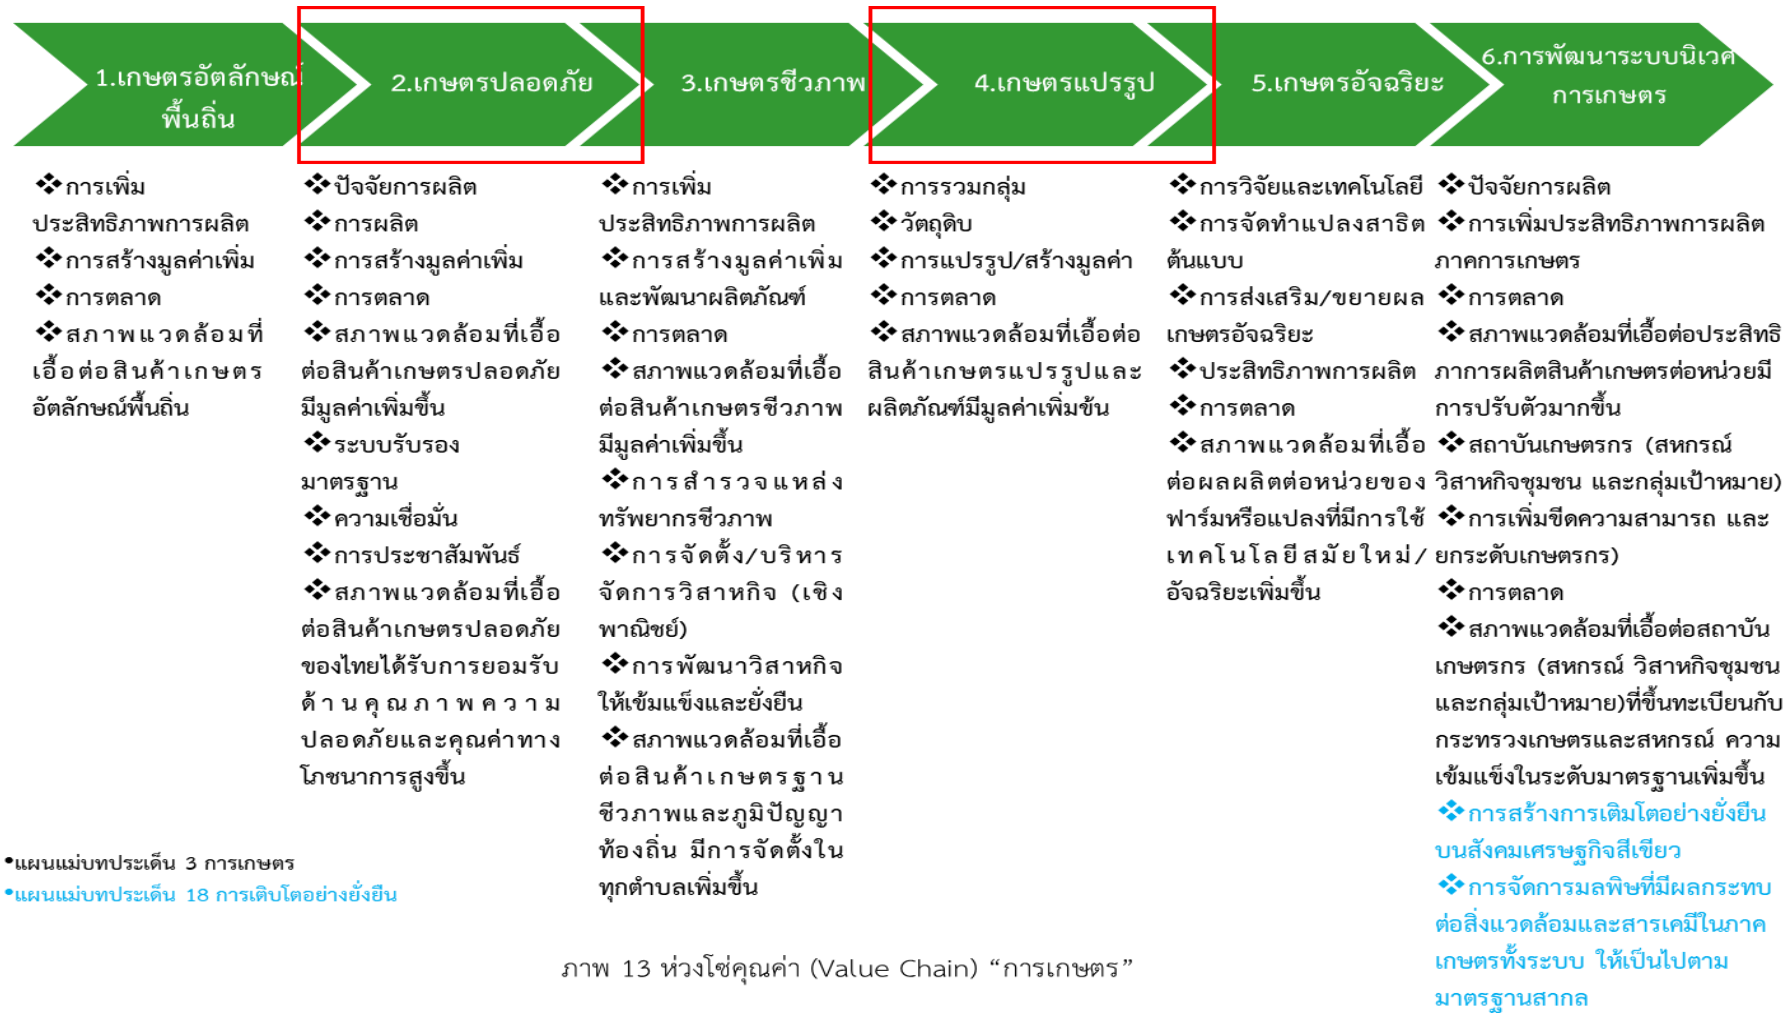 1.เกษตรอัตลักษณ์
พื้นถิ่น
2.เกษตรปลอดภัย
3.เกษตรชีวภาพ
4.เกษตรแปรรูป
5.เกษตรอัจฉริยะ
6.การพัฒนาระบบนิเวศ
การเกษตร
❖การเพิ่ม
ประสิทธิภาพการผลิต
❖การสร้างมูลค่าเพิ่ม
❖การตลาด
❖สภาพแวดล้อมที่
เอื้อต่อสินค้าเกษตร
อัตลักษณ์พื้นถิ่น
❖ปัจจัยการผลิต
❖การผลิต
❖การสร้างมูลค่าเพิ่ม
❖การตลาด
❖สภาพแวดล้อมที่เอื้อ
ต่อสินค้าเกษตรปลอดภัย
มีมูลค่าเพิ่มขึ้น
❖ระบบรับรอง
มาตรฐาน
❖ความเชื่อมั่น
❖การประชาสัมพันธ์
❖สภาพแวดล้อมที่เอื้อ
ต่อสินค้าเกษตรปลอดภัย
ของไทยได้รับการยอมรับ
ด้านคุณภาพความ
ปลอดภัยและคุณค่าทาง
โภชนาการสูงขึ้น
❖การเพิ่ม
ประสิทธิภาพการผลิต
❖การสร้างมูลค่าเพิ่ม
และพัฒนาผลิตภัณฑ์
❖การตลาด
❖สภาพแวดล้อมที่เอื้อ
ต่อสินค้าเกษตรชีวภาพ
มีมูลค่าเพิ่มขึ้น
❖การสำรวจแหล่ง
ทรัพยากรชีวภาพ
❖การจัดตั้ง/บริหาร
จัดการวิสาหกิจ (เชิง
พาณิชย์)
❖การพัฒนาวิสาหกิจ
ให้เข้มแข็งและยั่งยืน
❖สภาพแวดล้อมที่เอื้อ
ต่อสินค้าเกษตรฐาน
ชีวภาพและภูมิปัญญา
ท้องถิ่น มีการจัดตั้งใน
ทุกตำบลเพิ่มขึ้น
❖การรวมกลุ่ม
❖วัตถุดิบ
❖การแปรรูป/สร้างมูลค่า
❖การตลาด
❖สภาพแวดล้อมที่เอื้อต่อ
สินค้าเกษตรแปรรูปและ
ผลิตภัณฑ์มีมูลค่าเพิ่มข้น
❖การวิจัยและเทคโนโลยี
❖การจัดทำแปลงสาธิต
ต้นแบบ
❖การส่งเสริม/ขยายผล
เกษตรอัจฉริยะ
❖ประสิทธิภาพการผลิต
❖การตลาด
❖สภาพแวดล้อมที่เอื้อ
ต่อผลผลิตต่อหน่วยของ
ฟาร์มหรือแปลงที่มีการใช้
เทคโนโลยีสมัยใหม่/
อัจฉริยะเพิ่มขึ้น
❖ปัจจัยการผลิต
❖การเพิ่มประสิทธิภาพการผลิต
ภาคการเกษตร
❖การตลาด
❖สภาพแวดล้อมที่เอื้อต่อประสิทธิ
ภาการผลิตสินค้าเกษตรต่อหน่วยมี
การปรับตัวมากขึ้น
❖สถาบันเกษตรกร (สหกรณ์
วิสาหกิจชุมชน และกลุ่มเป้าหมาย)
❖การเพิ่มขีดความสามารถ และ
ยกระดับเกษตรกร)
❖การตลาด
❖สภาพแวดล้อมที่เอื้อต่อสถาบัน
เกษตรกร (สหกรณ์ วิสาหกิจชุมชน
และกลุ่มเป้าหมาย)ที่ขึ้นทะเบียนกับ
กระทรวงเกษตรและสหกรณ์ ความ
เข้มแข็งในระดับมาตรฐานเพิ่มขึ้น
❖การสร้างการเติมโตอย่างยั่งยืน
บนสังคมเศรษฐกิจสีเขียว
❖การจัดการมลพิษที่มีผลกระทบ
ต่อสิ่งแวดล้อมและสารเคมีในภาค
เกษตรทั้งระบบ ให้เป็นไปตาม
มาตรฐานสากล
•แผนแม่บทประเด็น 3 การเกษตร
•แผนแม่บทประเด็น 18 การเติบโตอย่างยั่งยืน
ภาพ 13 ห่วงโซ่คุณค่า (Value Chain) “การเกษตร”